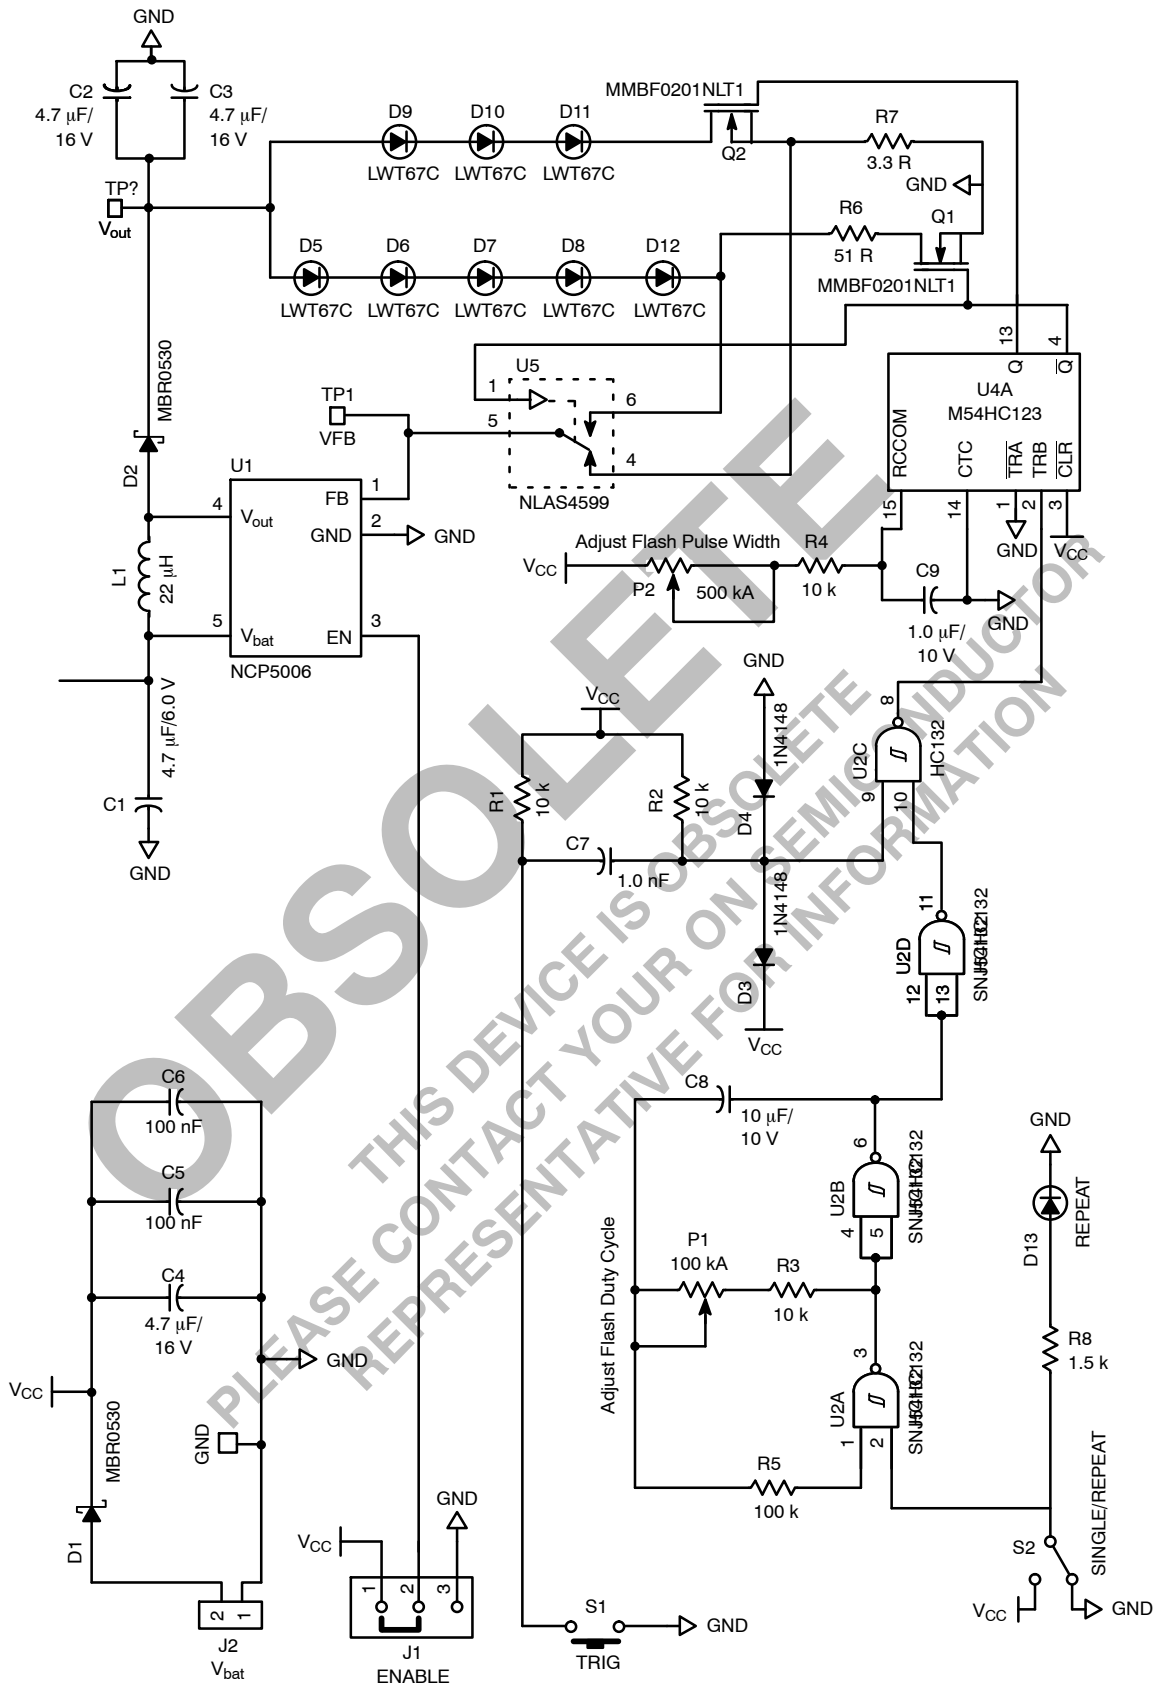 GND
C2
4.7 μF/
16 V
C3
4.7 μF/
16 V
TP?
Vout
D9
LWT67C
D10
LWT67C
D11
LWT67C
MMBF0201NLT1
Q2
R7
3.3 R
GND
R6
51 R
Q1
MMBF0201NLT1
D5
LWT67C
D6
LWT67C
D7
LWT67C
D8
LWT67C
D12
LWT67C
MBR0530
D2
TP1
VFB
U5
1
5
6
4
NLAS4599
13
4
Q
Q
U4A
M54HC123
RCCOM
CTC
TRA
TRB
CLR
15
14
1
2
3
GND
VCC
U1
4
Vout
FB
1
GND
2
GND
5
Vbat
EN
3
NCP5006
L1
22 μH
Adjust Flash Pulse Width
VCC
P2
500 kA
R4
10 k
C9
1.0 μF/
10 V
GND
4.7 μF/6.0 V
C1
GND
VCC
R1
10 k
R2
10 k
C7
1.0 nF
GND
1N4148
D4
1N4148
D3
VCC
8
U2C
HC132
9
10
11
U2D
12
13
C6
100 nF
C5
100 nF
C4
4.7 μF/
16 V
GND
VCC
MBR0530
GND
D1
2
1
J2
Vbat
VCC
GND
1
2
3
J1
ENABLE
C8
10 μF/
10 V
6
U2B
4
5
Adjust Flash Duty Cycle
P1
100 kA
R3
10 k
3
U2A
1
2
R5
100 k
GND
REPEAT
D13
R8
1.5 k
S2
SINGLE/REPEAT
VCC
GND
S1
TRIG
GND
OBSOLETE
THIS DEVICE IS OBSOLETE
PLEASE CONTACT YOUR ON SEMICONDUCTOR
REPRESENTATIVE FOR INFORMATION